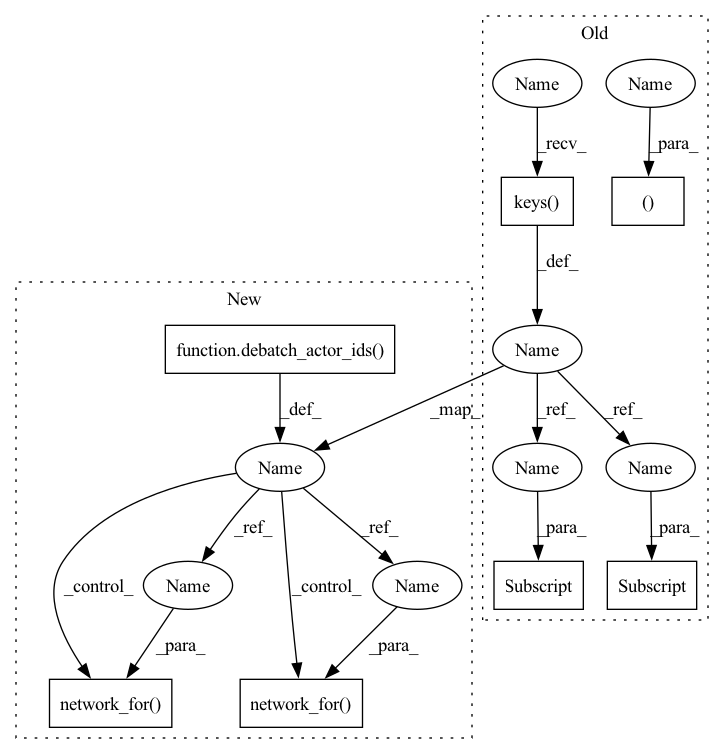 Old
Name
Name
_recv_
_para_
keys()
()
_def_
New
function.debatch_actor_ids()
Name
_def_
_map_
_ref_
_ref_
Name
Name
Name
_ref_
_ref_
_para_
_para_
_control_
Name
_control_
Name
Subscript
Subscript
_para_
_para_
network_for()
network_for()